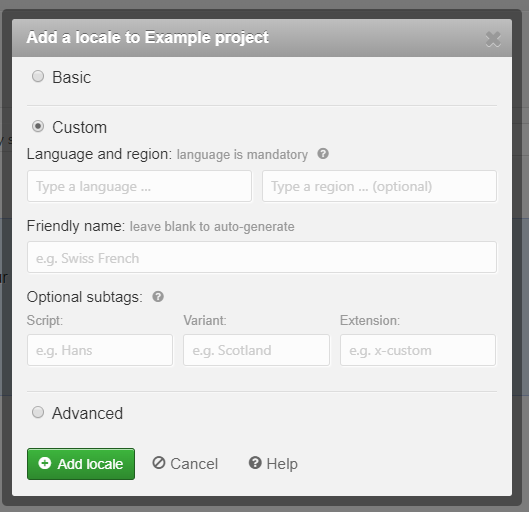 Add a locale to Example project
Basic
Custom
Language and region: language is mandatory
Type a language ... Type a region ... (optional)
Friendly name: leave blank to auto-generate
e.g. Swiss French
Optional subtags:
Script: Variant: Extension:
e.g. Hans e.g. Scotland e.g. x-custom
Advanced
Add locale Cancel Help